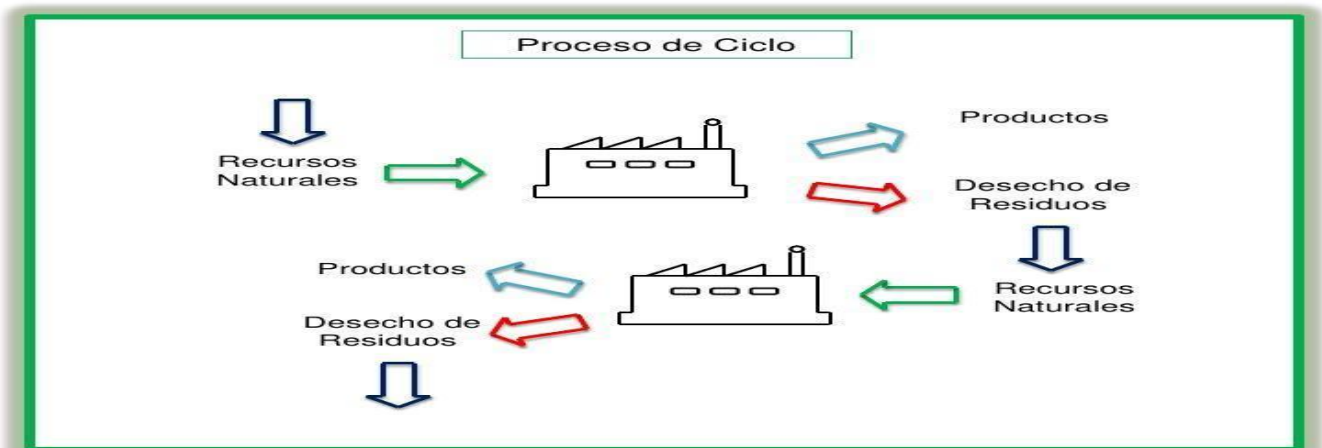 Proceso de Ciclo
Productos
Recursos
Naturales
Desecho de
Residuos
Productos
Recursos
Naturales
Desecho de
Residuos